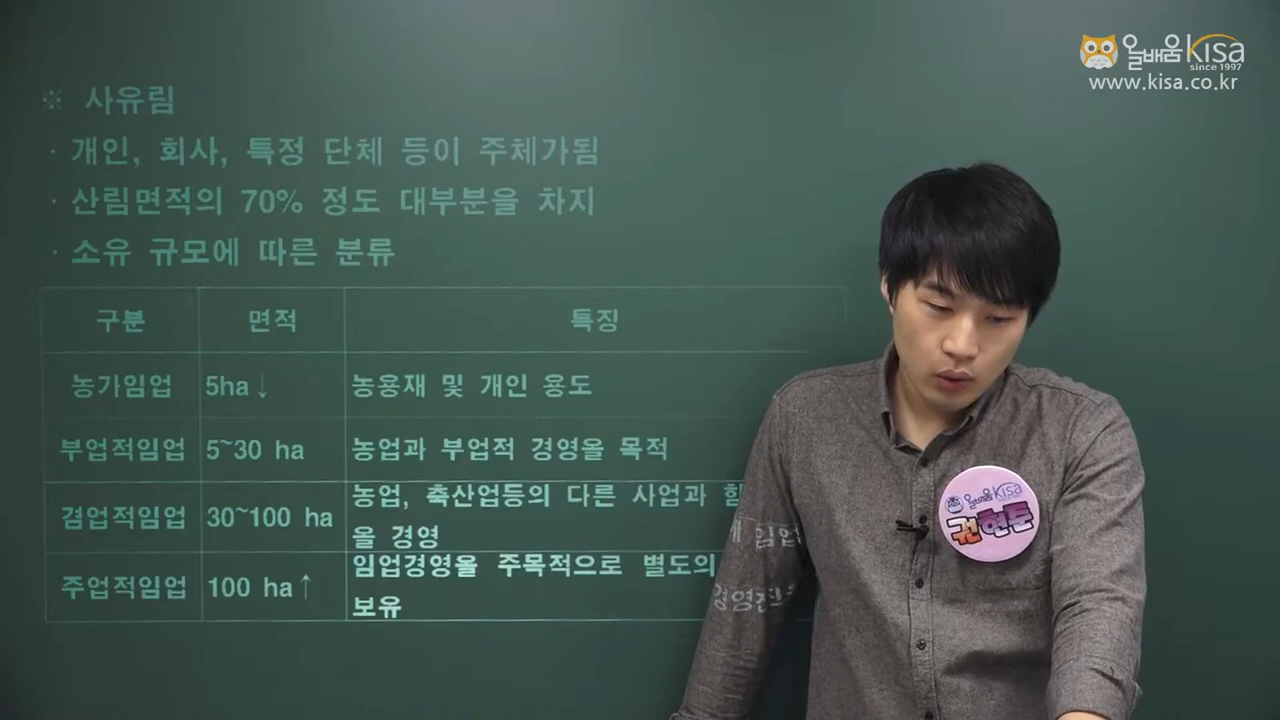 올배움kisa
since 1997
www.kisa.co.kr
※ 사유림
· 개인, 회사, 특정 단체 등이 주체가됨
· 산림면적의 70% 정도 대부분을 차지
· 소유 규모에 따른 분류
구분 면적 특징
농가임업 5ha↓ 농용재 및 개인 용도
부업적임업 5~30 ha 농업과 부업적 경영을 목적
겸업적임업 30~100 ha 농업, 축산업등의 다른 사업과 함께 임업
을 경영
주업적임업 100 ha↑ 임업경영을 주목적으로 별도의
보유
올배움kisa
권현준